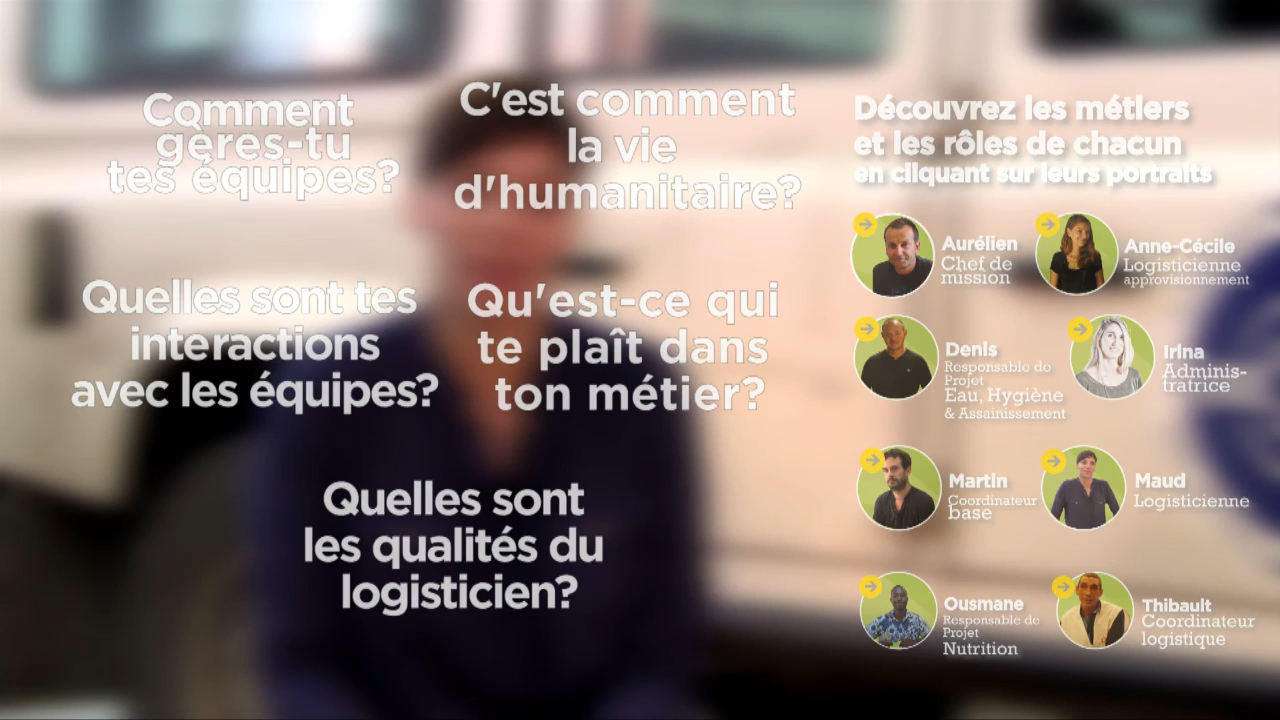 Comment
gères-tu
tes équipes?
C'est comment
la vie
d'humanitaire?
Quelles sont tes
interactions
avec les équipes?
Qu'est-ce qui
te plaît dans
ton métier?
Quelles sont
les qualités du
logisticien?
Découvrez les métiers
et les rôles de chacun
en cliquant sur leurs portraits
Aurélien
Chef de
mission
Anne-Cécile
Logisticienne
approvisionnement
Denis
Responsable de
Projet
Eau, Hygiène
& Assainissement
Irina
Adminis-
tratrice
Martin
Coordinateur
base
Maud
Logisticienne
Ousmane
Responsable de
Projet
Nutrition
Thibault
Coordinateur
logistique